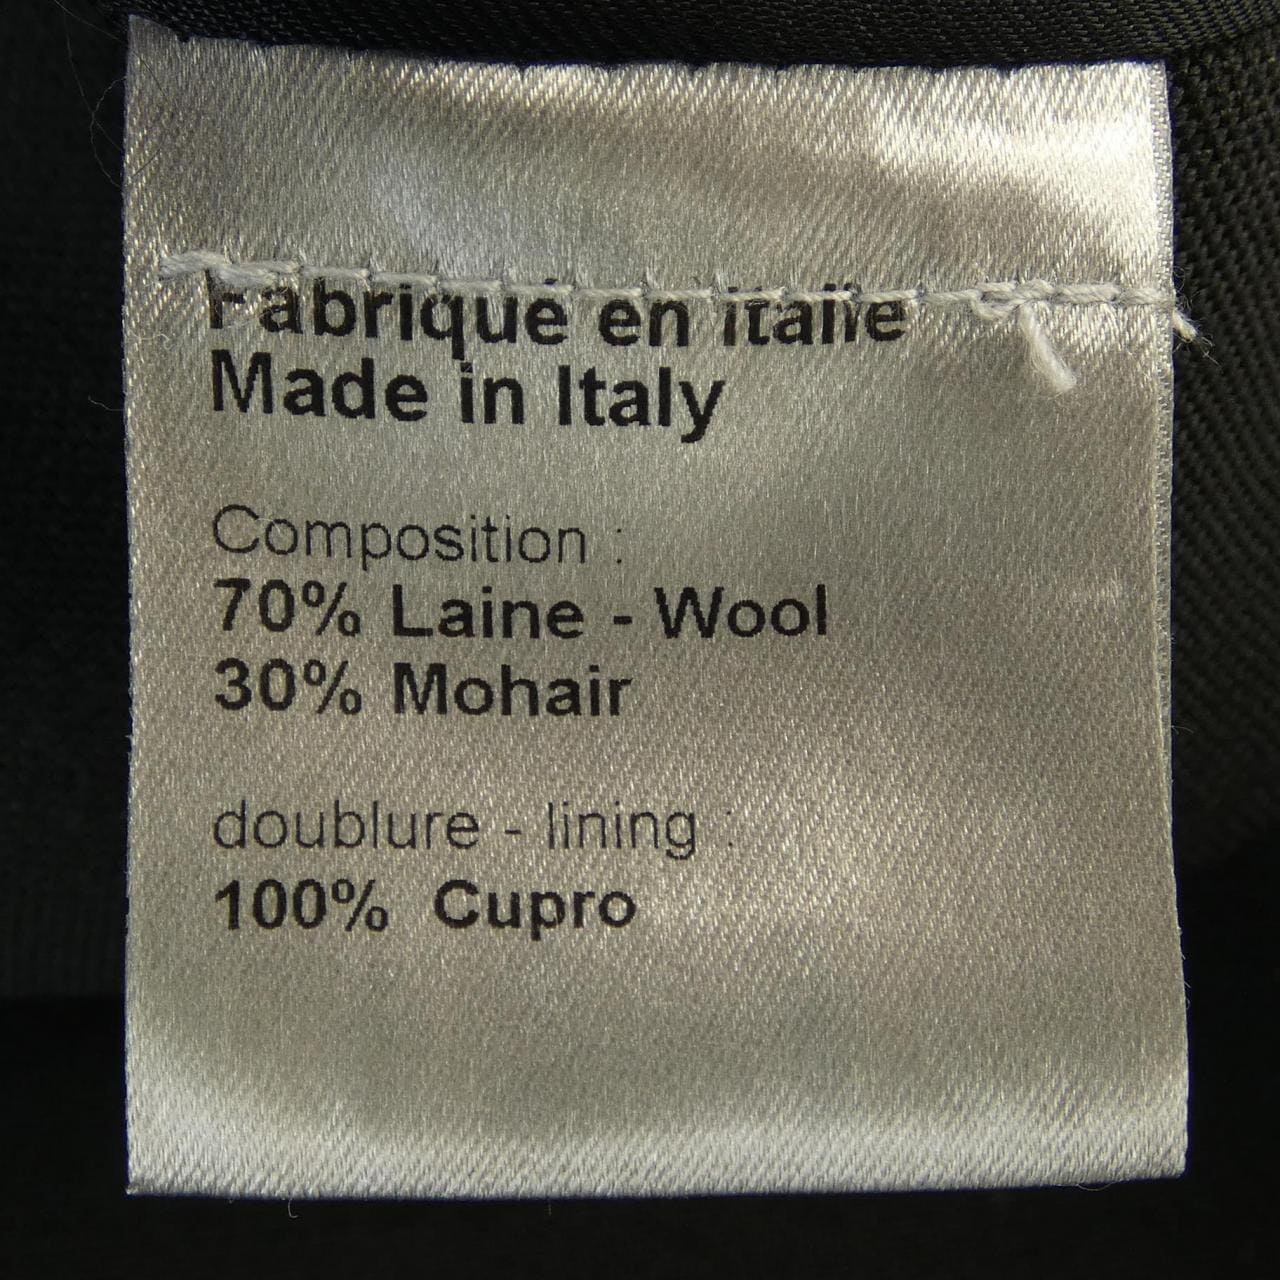 Fabriqué en Italie
Made in Italy
Composition :
70% Laine - Wool
30% Mohair
doublure - lining :
100% Cupro